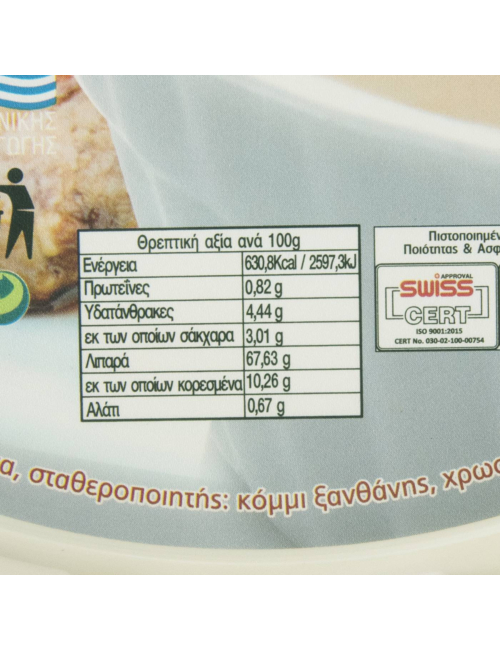 ΝΙΚΗΣ
ΓΩΓΗΣ
Θρεπτική αξία ανά 100g
Ενέργεια 630,8Kcal / 2597,3kJ
Πρωτεΐνες 0,82 g
Υδατάνθρακες 4,44 g
εκ των οποίων σάκχαρα 3,01 g
Λιπαρά 67,63 g
εκ των οποίων κορεσμένα 10,26 g
Αλάτι 0,67 g
Πιστοποιημέν
Ποιότητας & Ασφ
APPROVAL
SWISS
CERT
ISO 9001:2015
CERT No. 030-02-100-00754
α, σταθεροποιητής: κόμμι ξανθάνης, χρωσ